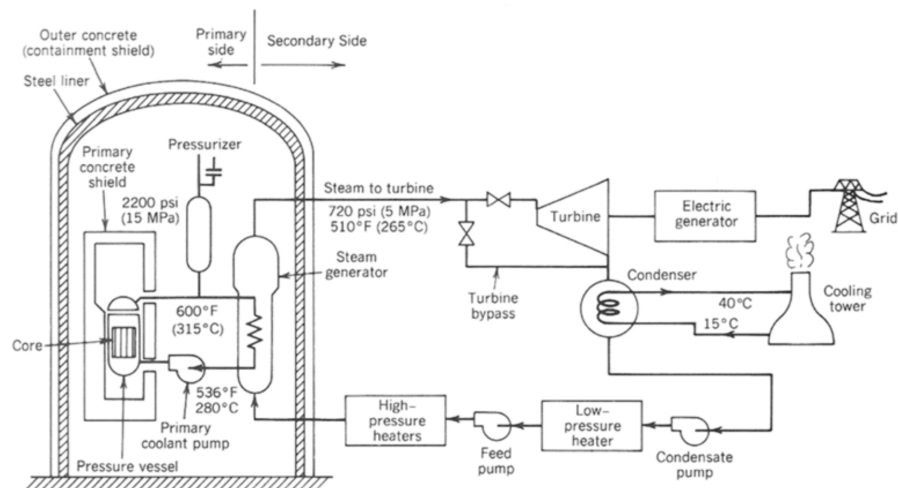 Outer concrete
(containment shield)
Steel liner
Primary
side
Secondary Side
Primary
concrete
shield
Pressurizer
2200 psi
(15 MPa)
Steam to turbine
720 psi (5 MPa)
510°F (265°C)
Steam
generator
Turbine
Electric
generator
Grid
Turbine
bypass
Condenser
40°C
15°C
Cooling
tower
600°F
(315°C)
Core
536°F
280°C
Primary
coolant pump
Pressure vessel
High–
pressure
heaters
Feed
pump
Low–
pressure
heater
Condensate
pump